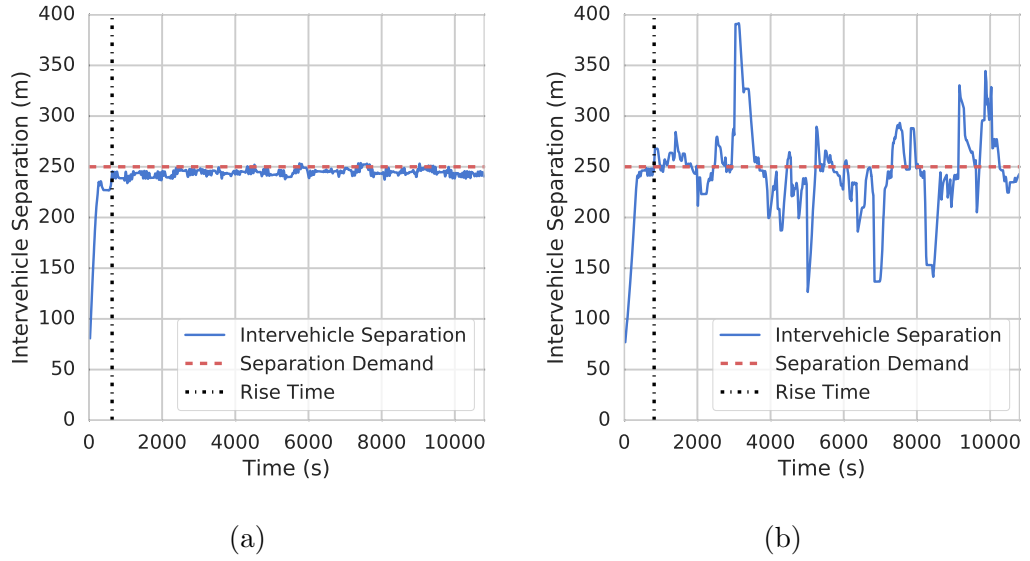 400
350
300
250
200
150
100
50
0
Intervehicle Separation (m)
Intervehicle Separation
Separation Demand
Rise Time
0 2000 4000 6000 8000 10000
Time (s)
(a)
400
350
300
250
200
150
100
50
0
Intervehicle Separation (m)
Intervehicle Separation
Separation Demand
Rise Time
0 2000 4000 6000 8000 10000
Time (s)
(b)